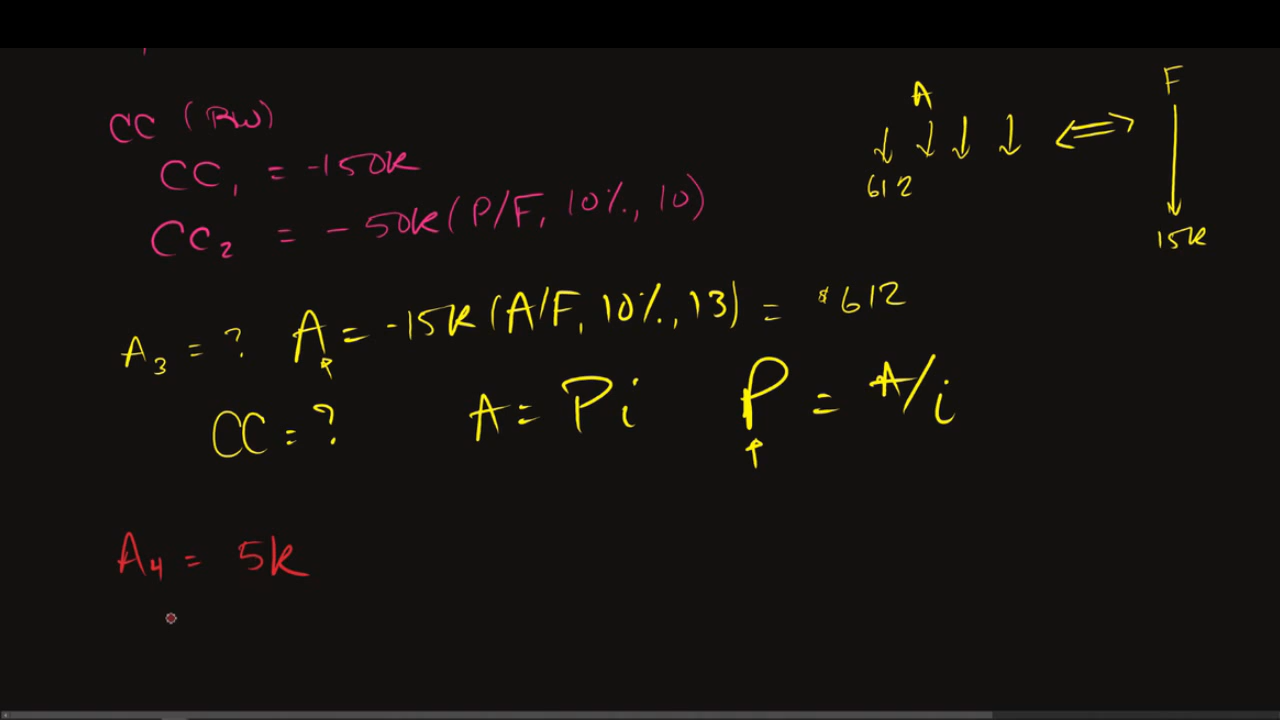 CC (PW)
CC₁ = -150K
CC₂ = - 50K (P/F, 10%, 10)
A
612
F
15K
A₃ = ? A = -15K (A/F, 10%, 13) = $612
CC = ? A = Pi P = A/i
A₄ = 5K